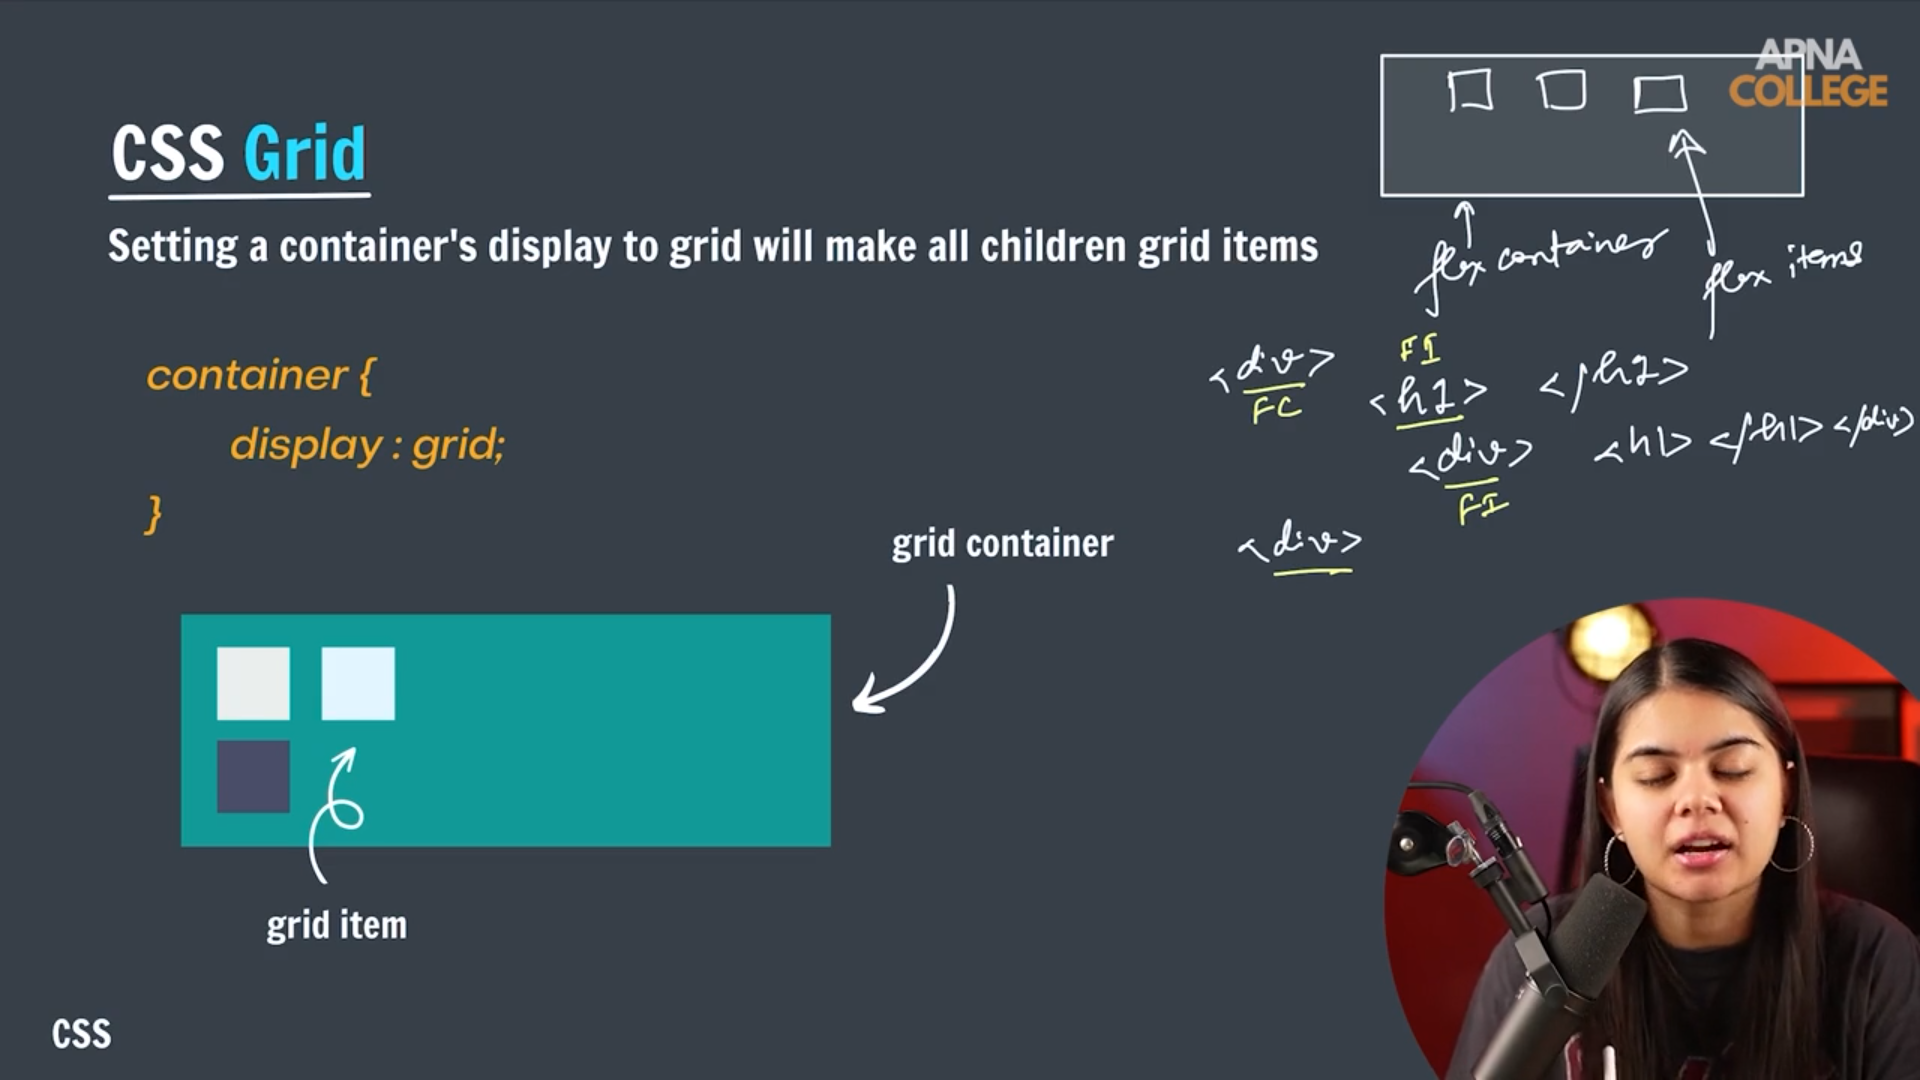 APNA
COLLEGE
CSS Grid
Setting a container's display to grid will make all children grid items
flex container
flex items
container {
display : grid;
}
<div>
FC
FI
<h1>
</h1>
<div>
FI
<h1> </h1> </div>
<div>
grid container
grid item
CSS